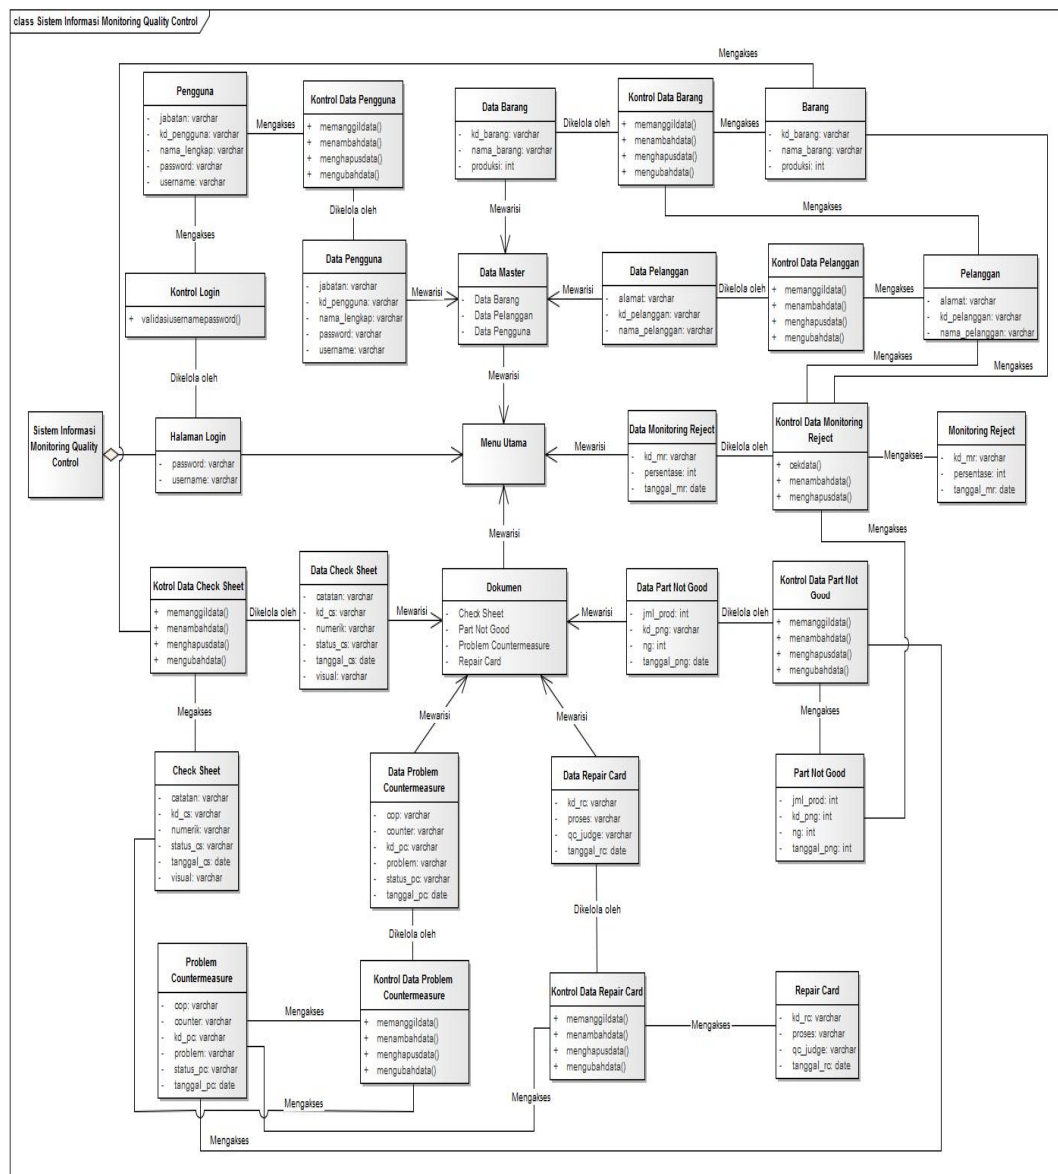 class Sistem Informasi Monitoring Quality Control
Mengakses
Pengguna
- jabatan: varchar
- kd_pengguna: varchar
- nama_lengkap: varchar
- password: varchar
- username: varchar
Mengakses
Kontrol Data Pengguna
+ memanggildata()
+ menambahdata()
+ menghapusdata()
+ mengubahdata()
Data Barang
- kd_barang: varchar
- nama_barang: varchar
- produksi: int
Dikelola oleh
Kontrol Data Barang
+ memanggildata()
+ menambahdata()
+ menghapusdata()
+ mengubahdata()
Mengakses
Barang
- kd_barang: varchar
- nama_barang: varchar
- produksi: int
Mengakses
Dikelola oleh
Mewarisi
Mengakses
Kontrol Login
+ validasiusernamepassword()
Data Pengguna
- jabatan: varchar
- kd_pengguna: varchar
- nama_lengkap: varchar
- password: varchar
- username: varchar
Mewarisi
Data Master
- Data Barang
- Data Pelanggan
- Data Pengguna
Mewarisi
Data Pelanggan
- alamat: varchar
- kd_pelanggan: varchar
- nama_pelanggan: varchar
Dikelola oleh
Kontrol Data Pelanggan
+ memanggildata()
+ menambahdata()
+ menghapusdata()
+ mengubahdata()
Mengakses
Pelanggan
- alamat: varchar
- kd_pelanggan: varchar
- nama_pelanggan: varchar
Dikelola oleh
Mewarisi
Mengakses
Mengakses
Sistem Informasi
Monitoring Quality
Control
Halaman Login
- password: varchar
- username: varchar
Menu Utama
Mewarisi
Data Monitoring Reject
- kd_mr: varchar
- persentase: int
- tanggal_mr: date
Dikelola oleh
Kontrol Data Monitoring
Reject
+ cekdata()
+ menambahdata()
+ menghapusdata()
Mengakses
Monitoring Reject
- kd_mr: varchar
- persentase: int
- tanggal_mr: date
Mewarisi
Mengakses
Kotrol Data Check Sheet
+ memanggildata()
+ menambahdata()
+ menghapusdata()
+ mengubahdata()
Dikelola oleh
Data Check Sheet
- catatan: varchar
- kd_cs: varchar
- numerik: varchar
- status_cs: varchar
- tanggal_cs: date
- visual: varchar
Mewarisi
Dokumen
- Check Sheet
- Part Not Good
- Problem Countermeasure
- Repair Card
Mewarisi
Data Part Not Good
- jml_prod: int
- kd_png: varchar
- ng: int
- tanggal_png: date
Dikelola oleh
Kontrol Data Part Not
Good
+ memanggildata()
+ menambahdata()
+ menghapusdata()
+ mengubahdata()
Megakses
Mewarisi
Mewarisi
Mengakses
Check Sheet
- catatan: varchar
- kd_cs: varchar
- numerik: varchar
- status_cs: varchar
- tanggal_cs: date
- visual: varchar
Data Problem
Countermeasure
- cop: varchar
- counter: varchar
- kd_pc: varchar
- problem: varchar
- status_pc: varchar
- tanggal_pc: date
Data Repair Card
- kd_rc: varchar
- proses: varchar
- qc_judge: varchar
- tanggal_rc: date
Part Not Good
- jml_prod: int
- kd_png: int
- ng: int
- tanggal_png: int
Dikelola oleh
Dikelola oleh
Problem
Countermeasure
- cop: varchar
- counter: varchar
- kd_pc: varchar
- problem: varchar
- status_pc: varchar
- tanggal_pc: date
Mengakses
Kontrol Data Problem
Countermeasure
+ memanggildata()
+ menambahdata()
+ menghapusdata()
+ mengubahdata()
Kontrol Data Repair Card
+ memanggildata()
+ menambahdata()
+ menghapusdata()
+ mengubahdata()
Mengakses
Repair Card
- kd_rc: varchar
- proses: varchar
- qc_judge: varchar
- tanggal_rc: date
Mengakses
Mengakses
Mengakses